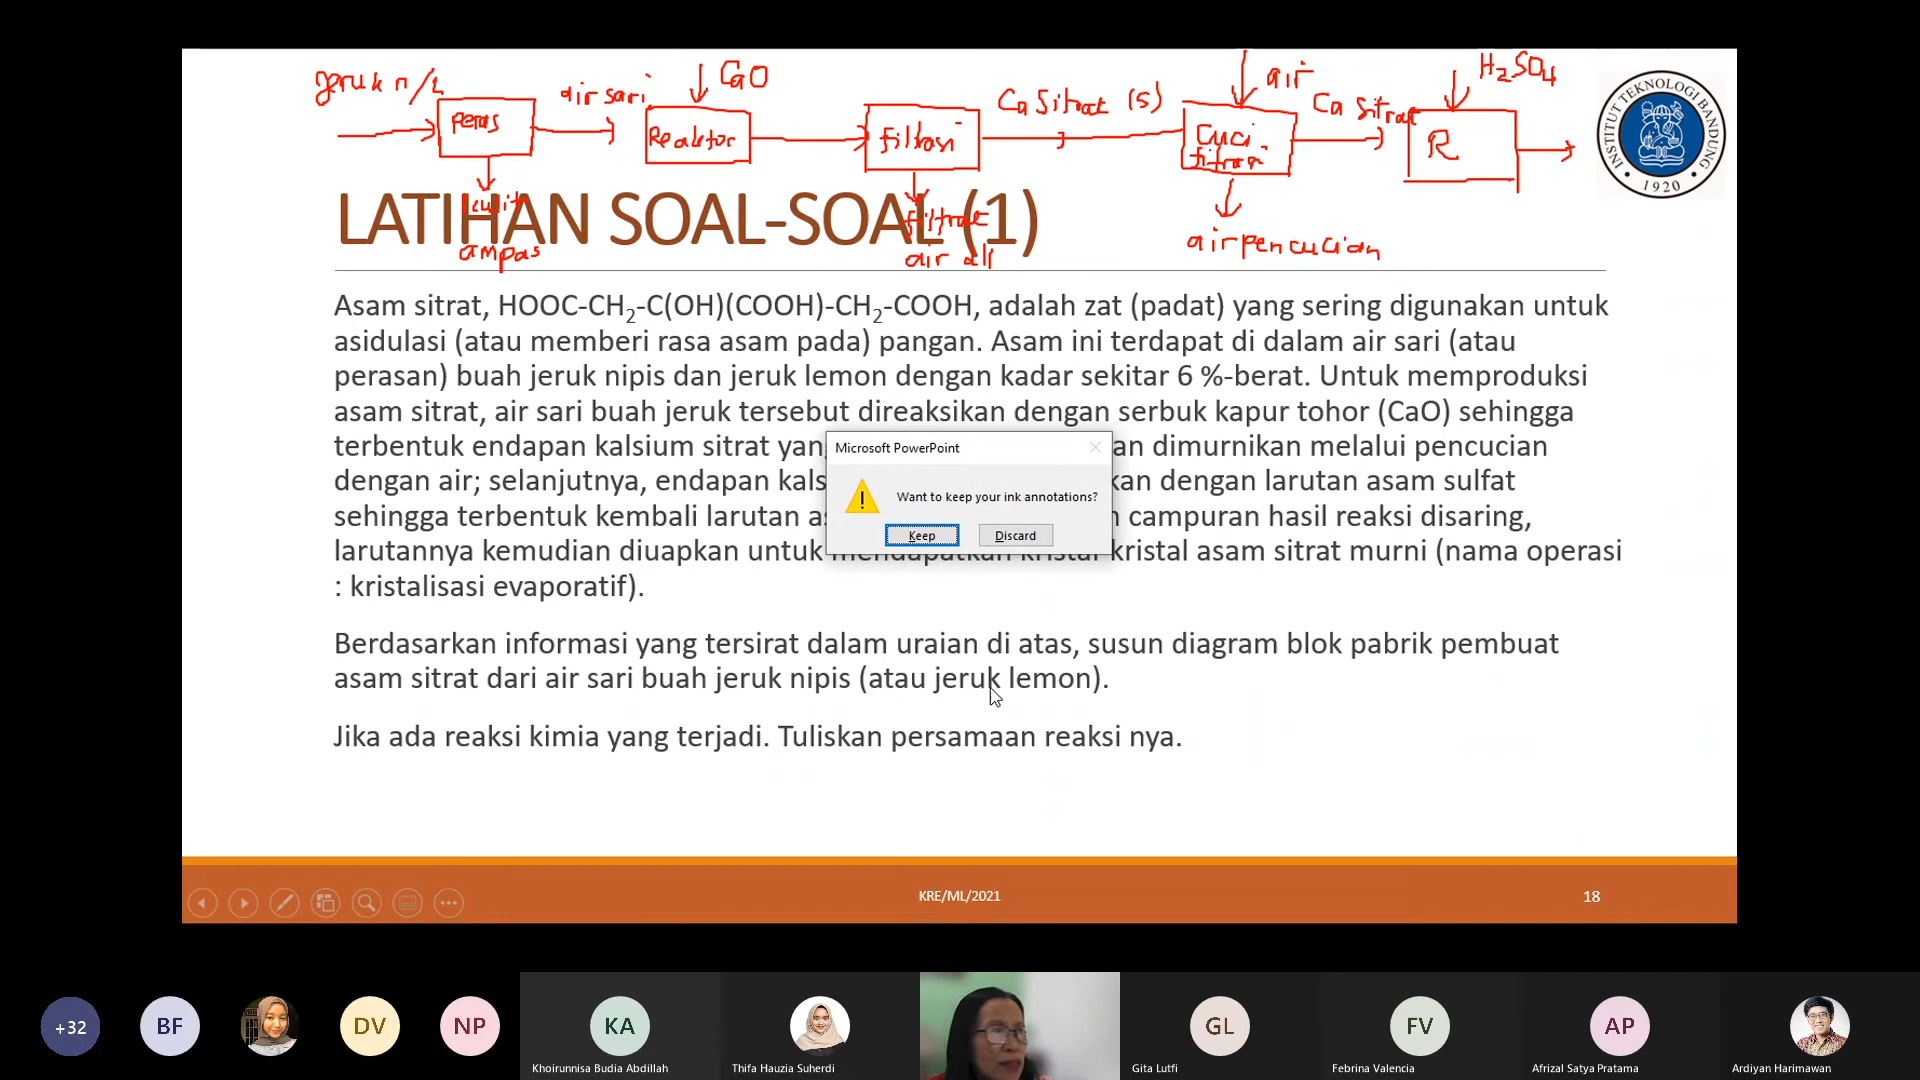 jeruk n/L
peras
kulit
ampas
air sari
CaO
Reaktor
filtrasi
filtrat
air dll
Ca Sitrat (s)
air
cuci
filtrasi
air pencucian
Ca Sitrat
H2SO4
R
INSTITUT TEKNOLOGI BANDUNG
1920
LATIHAN SOAL-SOAL (1)
Asam sitrat, HOOC-CH2-C(OH)(COOH)-CH2-COOH, adalah zat (padat) yang sering digunakan untuk
asidulasi (atau memberi rasa asam pada) pangan. Asam ini terdapat di dalam air sari (atau
perasan) buah jeruk nipis dan jeruk lemon dengan kadar sekitar 6 %-berat. Untuk memproduksi
asam sitrat, air sari buah jeruk tersebut direaksikan dengan serbuk kapur tohor (CaO) sehingga
terbentuk endapan kalsium sitrat dimurnikan melalui pencucian
dengan air; selanjutnya, endapan dengan larutan asam sulfat
sehingga terbentuk kembali larutan campuran hasil reaksi disaring,
larutannya kemudian diuapkan untuk mendapatkan kristal-kristal asam sitrat murni (nama operasi
: kristalisasi evaporatif).
Microsoft PowerPoint
Want to keep your ink annotations?
Keep
Discard
Berdasarkan informasi yang tersirat dalam uraian di atas, susun diagram blok pabrik pembuat
asam sitrat dari air sari buah jeruk nipis (atau jeruk lemon).
Jika ada reaksi kimia yang terjadi. Tuliskan persamaan reaksi nya.
KRE/ML/2021
18
+32
BF
DV
NP
KA
Khoirunnisa Budia Abdillah
Thifa Hauzia Suherdi
GL
Gita Lutfi
FV
Febrina Valencia
AP
Afrizal Satya Pratama
Ardiyan Harimawan